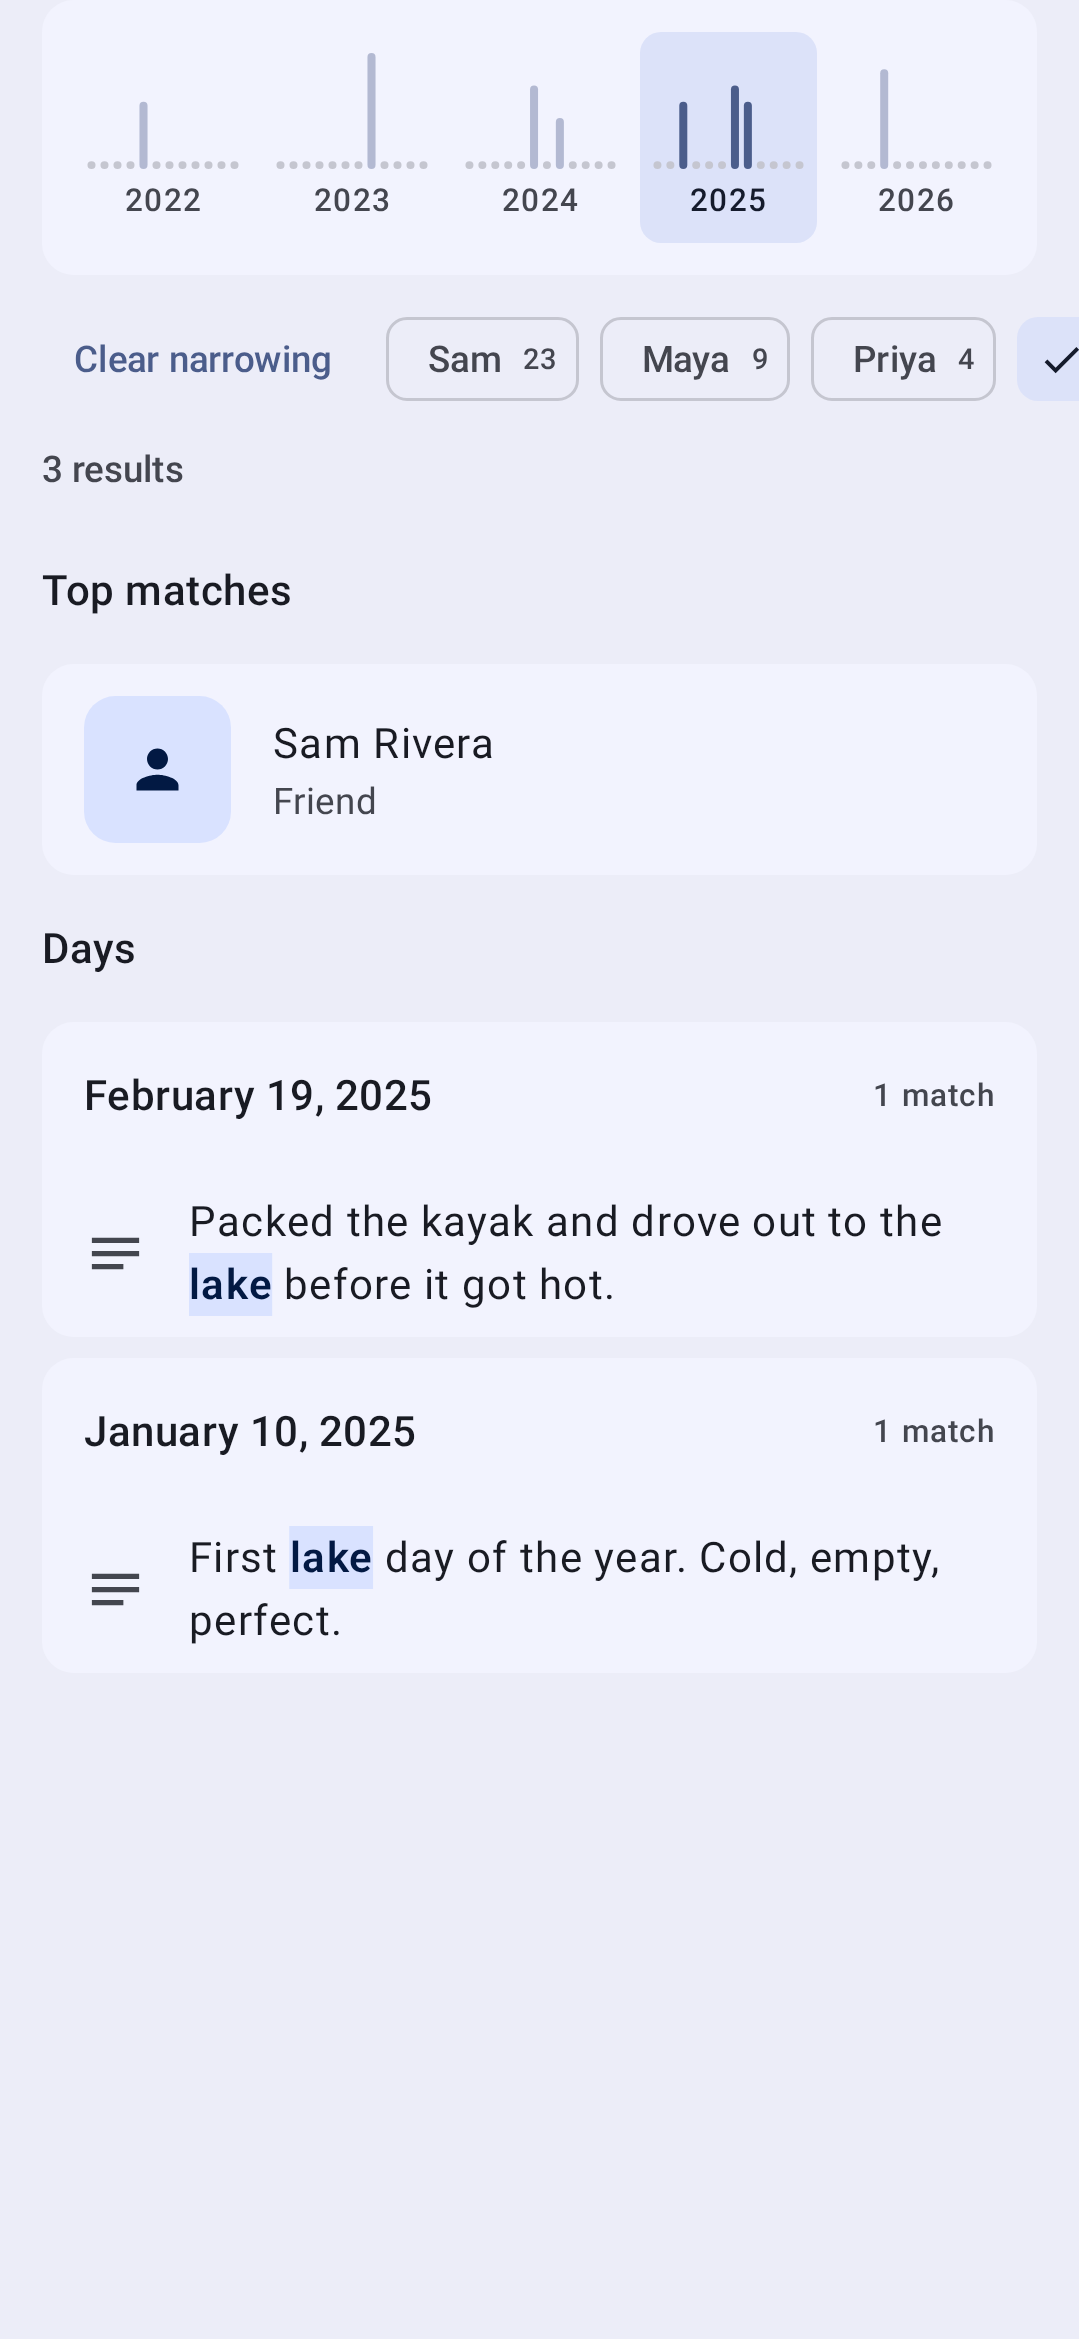 2022 2023 2024 2025 2026
Clear narrowing Sam 23 Maya 9 Priya 4
3 results
Top matches
Sam Rivera
Friend
Days
February 19, 2025 1 match
Packed the kayak and drove out to the
lake before it got hot.
January 10, 2025 1 match
First lake day of the year. Cold, empty,
perfect.